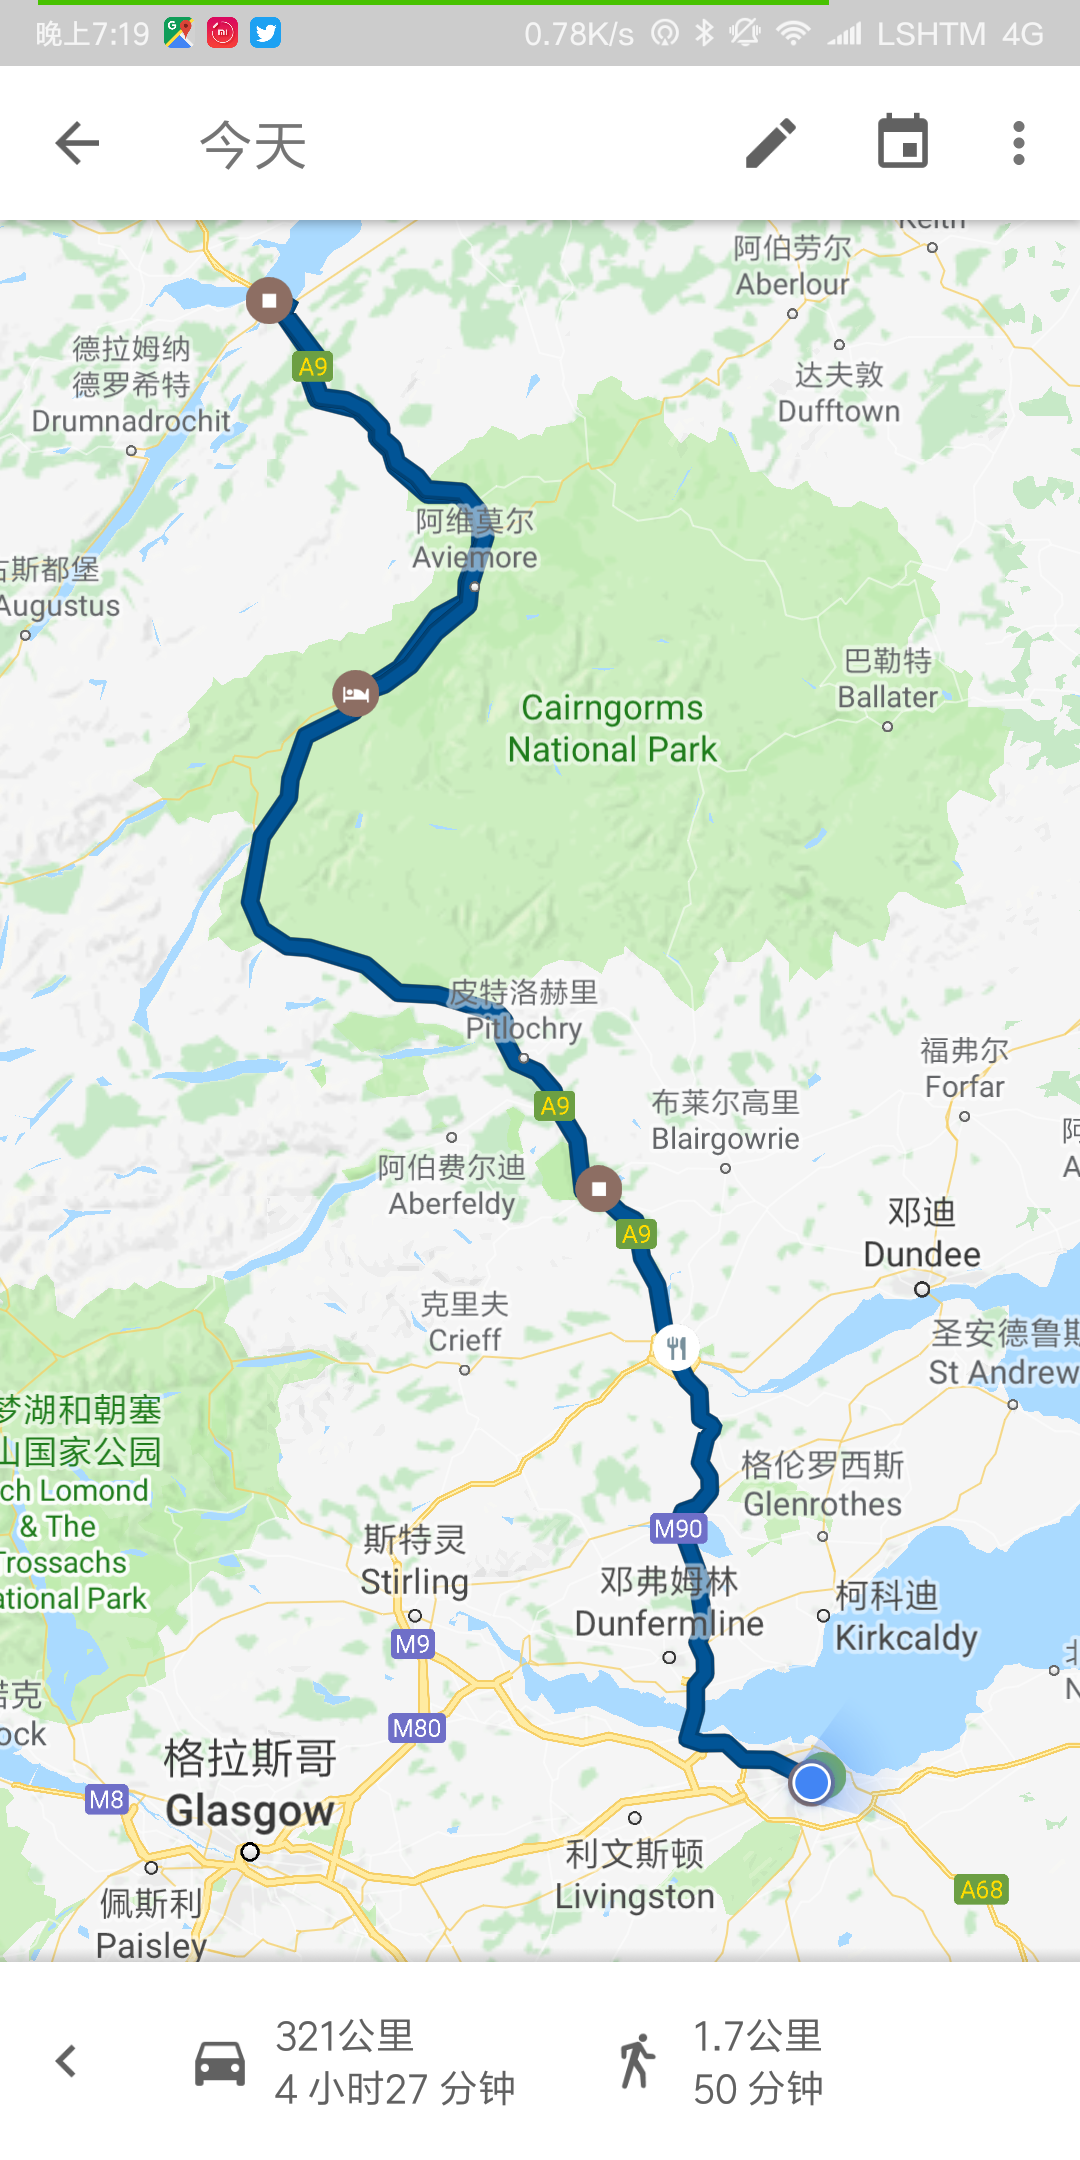 晚上7:19
0.78K/s
LSHTM 4G
今天
Keith
阿伯劳尔
Aberlour
A9
德拉姆纳
德罗希特
Drumnadrochit
达夫敦
Dufftown
阿维莫尔
Aviemore
斯都堡
Augustus
巴勒特
Ballater
Cairngorms
National Park
皮特洛赫里
Pitlochry
福弗尔
Forfar
A9
布莱尔高里
Blairgowrie
阿伯费尔迪
Aberfeldy
A9
邓迪
Dundee
克里夫
Crieff
圣安德鲁斯
St Andrew
梦湖和朝塞
山国家公园
ch Lomond
& The
Trossachs
ational Park
格伦罗西斯
Glenrothes
M90
斯特灵
Stirling
邓弗姆林
Dunfermline
柯科迪
Kirkcaldy
M9
北
N
诺克
ock
M80
格拉斯哥
Glasgow
M8
利文斯顿
Livingston
A68
佩斯利
Paisley
321公里
4 小时27 分钟
1.7公里
50 分钟